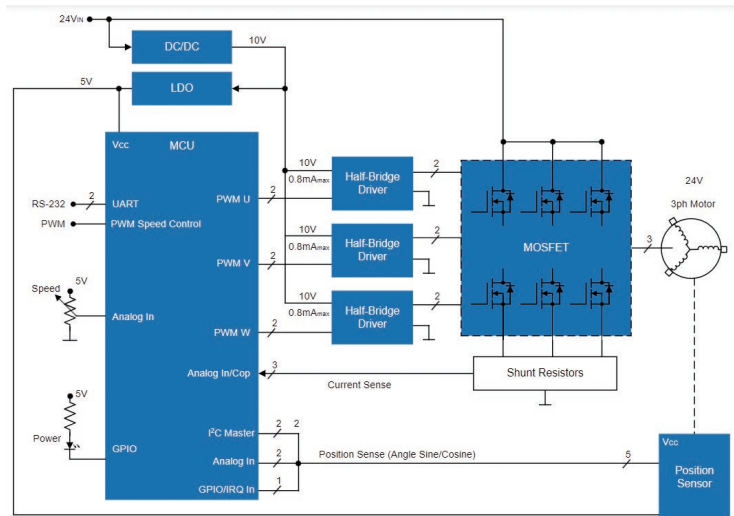 24VIN
DC/DC
10V
5V
LDO
Vcc
MCU
RS-232
2
UART
PWM
PWM Speed Control
PWM U
2
10V
0.8mAmax
Half-Bridge
Driver
2
24V
3ph Motor
MOSFET
3
PWM V
2
10V
0.8mAmax
Half-Bridge
Driver
2
5V
Speed
Analog In
PWM W
2
10V
0.8mAmax
Half-Bridge
Driver
2
Analog In/Cop
3
Current Sense
Shunt Resistors
5V
Power
GPIO
I²C Master
2
2
Analog In
2
Position Sense (Angle Sine/Cosine)
5
GPIO/IRQ In
1
Vcc
Position
Sensor